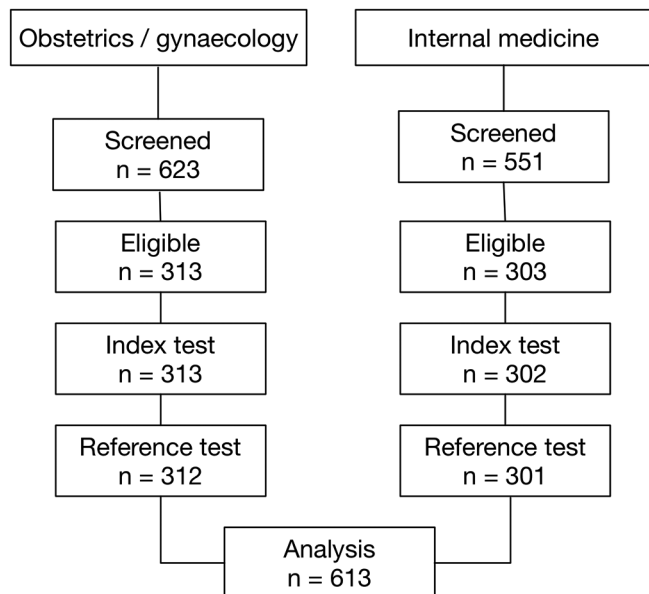 Obstetrics / gynaecology
Internal medicine
Screened
n = 623
Screened
n = 551
Eligible
n = 313
Eligible
n = 303
Index test
n = 313
Index test
n = 302
Reference test
n = 312
Reference test
n = 301
Analysis
n = 613